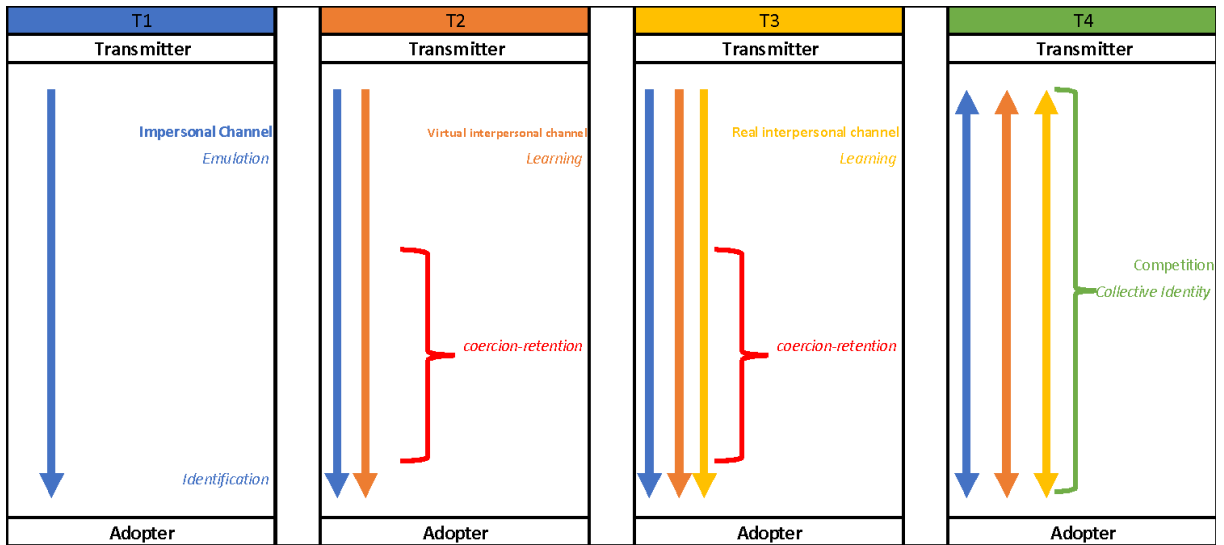 T1
Transmitter
Impersonal Channel
Emulation
Identification
Adopter
T2
Transmitter
Virtual interpersonal channel
Learning
coercion-retention
Adopter
T3
Transmitter
Real interpersonal channel
Learning
coercion-retention
Adopter
T4
Transmitter
Competition
Collective Identity
Adopter